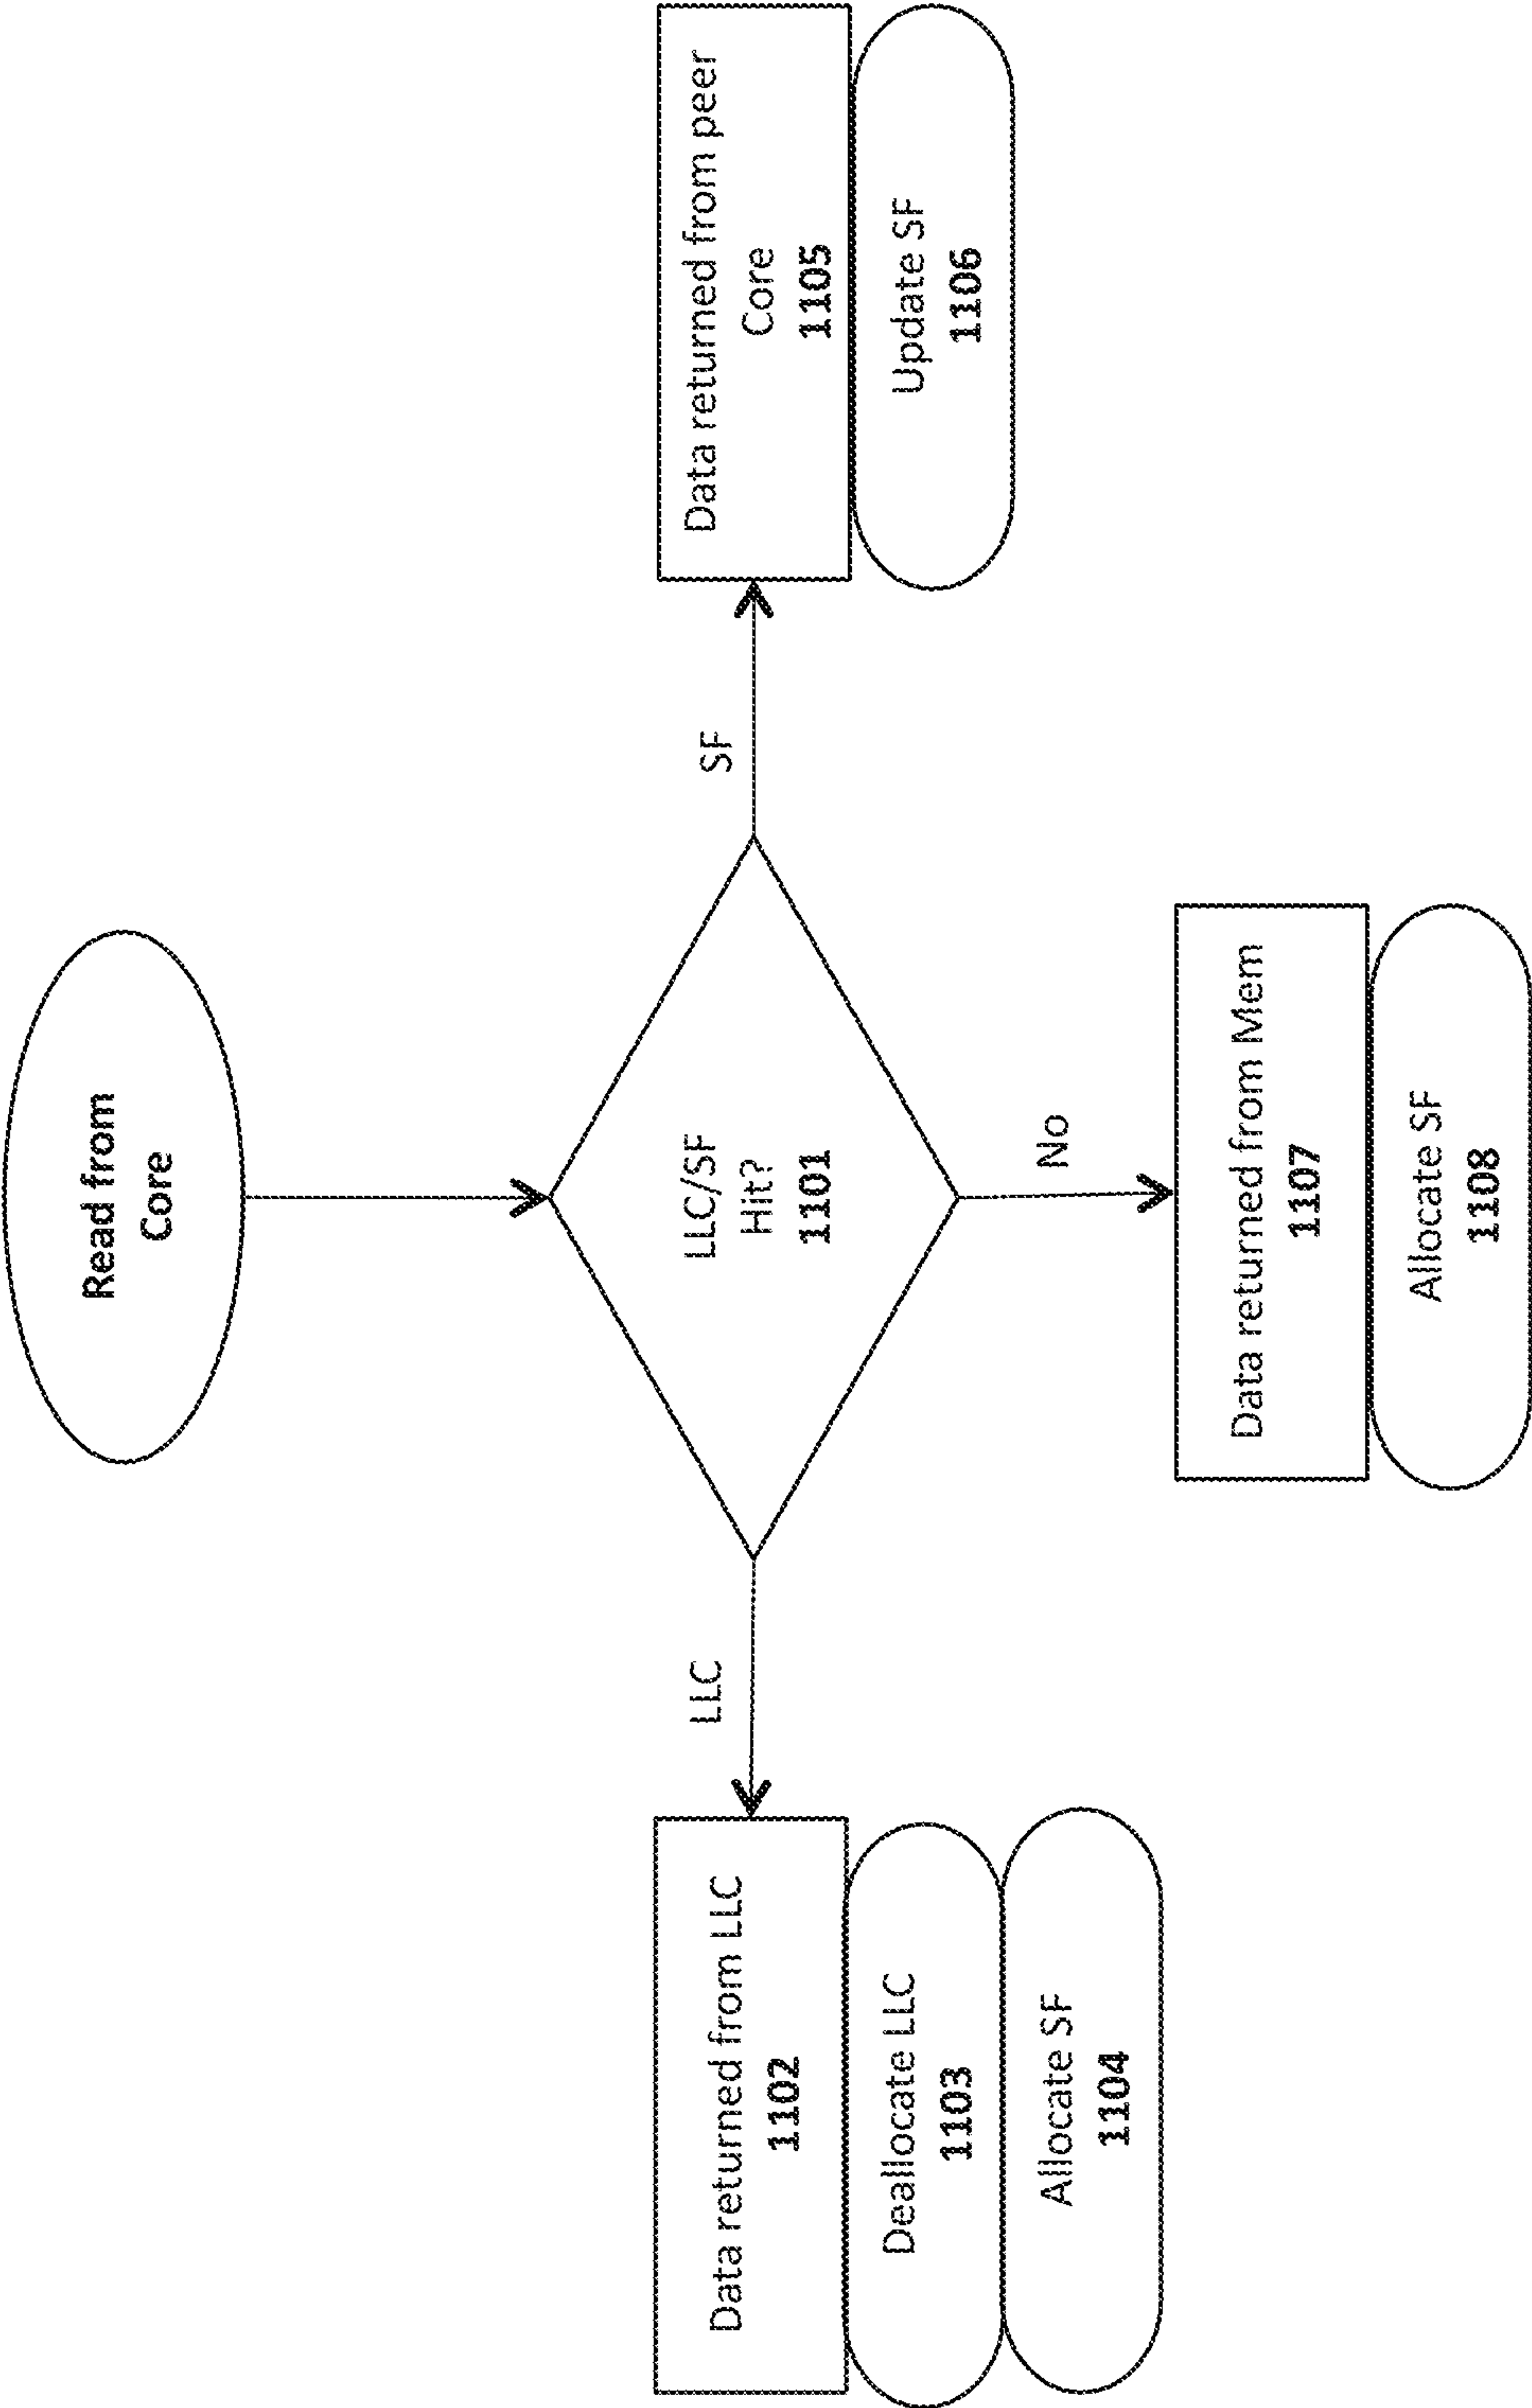 Read from
Core
LLC/SF
Hit?
1101
LLC
Data returned from LLC
1102
Deallocate LLC
1103
Allocate SF
1104
SF
Data returned from peer
Core
1105
Update SF
1106
No
Data returned from Mem
1107
Allocate SF
1108